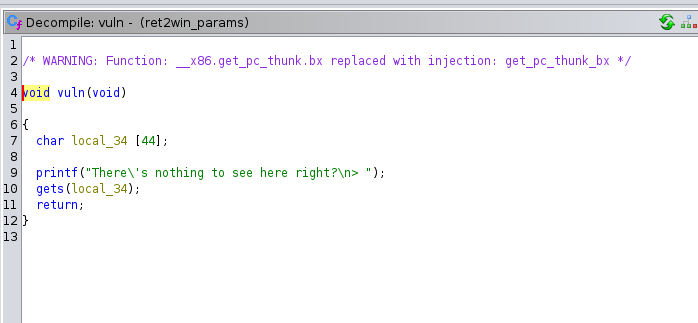 Decompile: vuln - (ret2win_params)
1
2 /* WARNING: Function: __x86.get_pc_thunk.bx replaced with injection: get_pc_thunk_bx */
3
4 void vuln(void)
5
6 {
7 char local_34 [44];
8
9 printf("There\'s nothing to see here right?\n> ");
10 gets(local_34);
11 return;
12 }
13